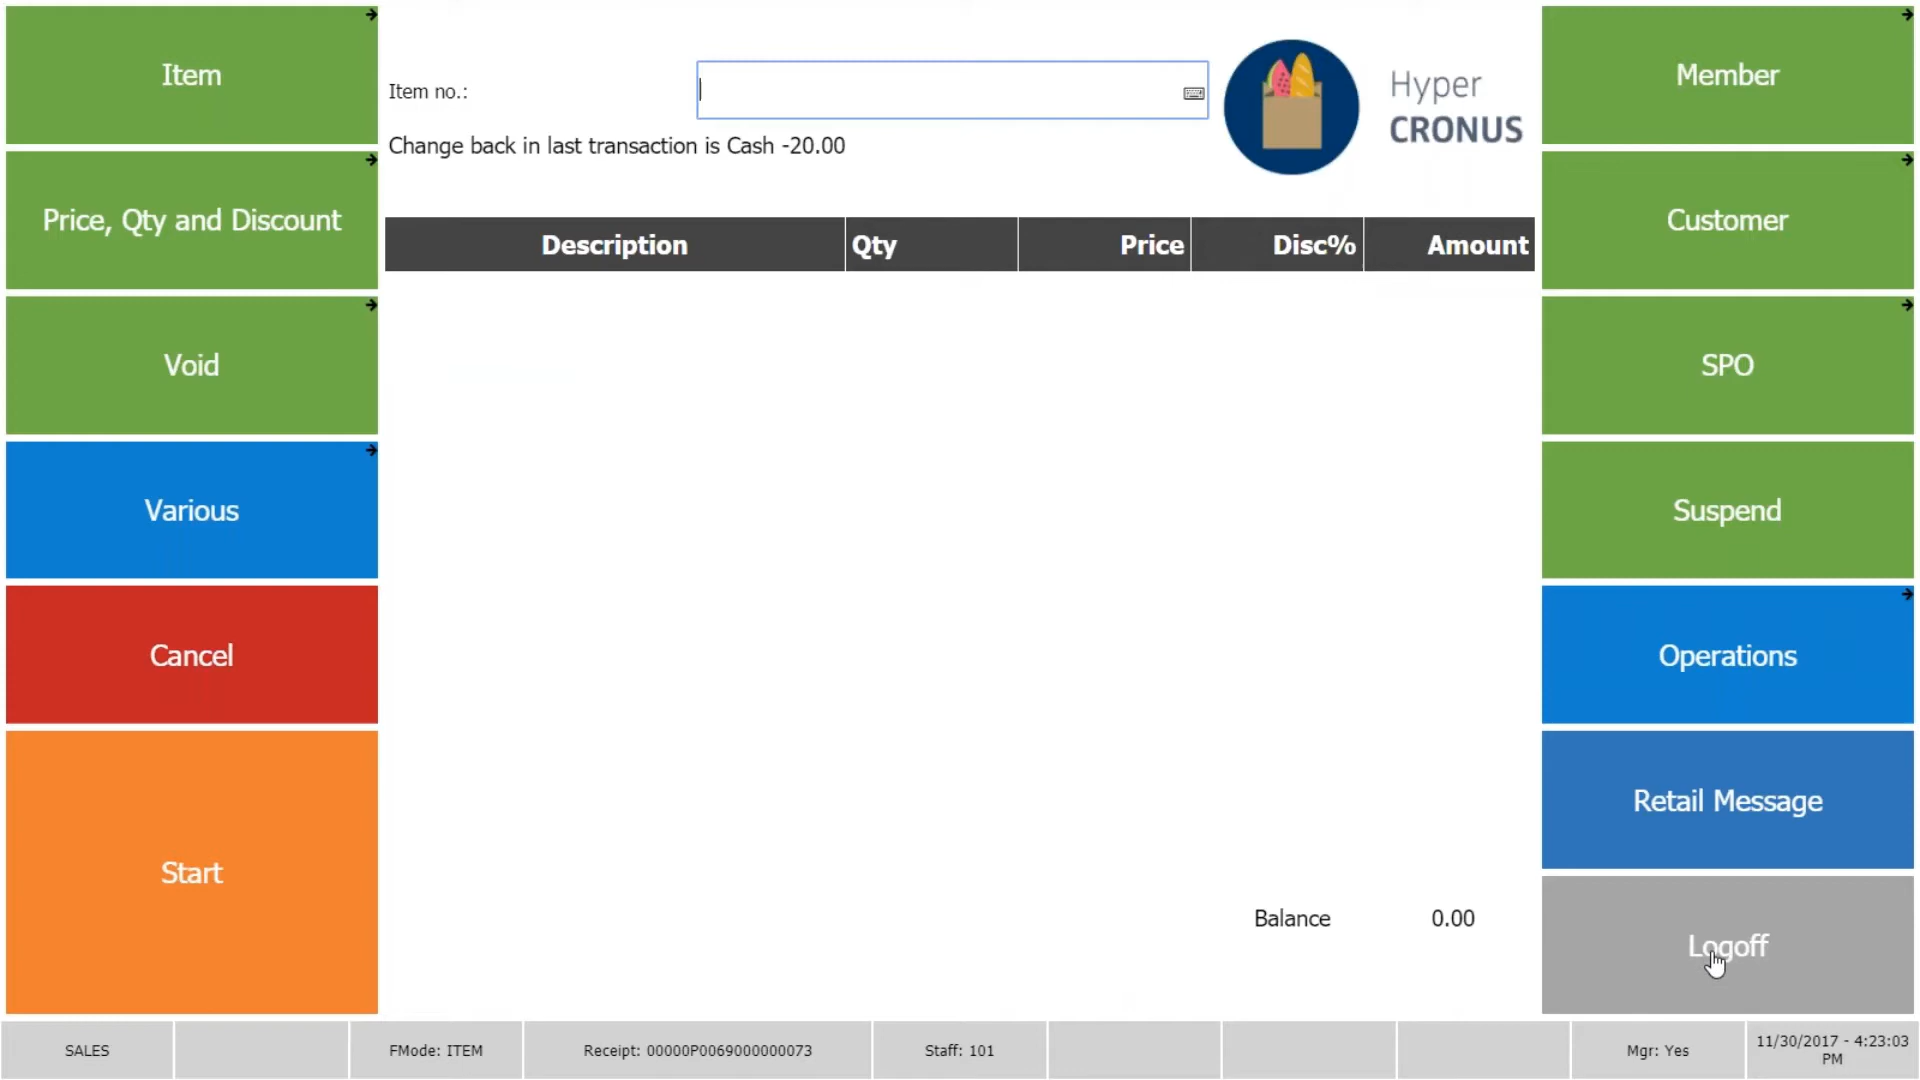 Item
Price, Qty and Discount
Void
Various
Cancel
Start
Item no.:
Change back in last transaction is Cash -20.00
Hyper
CRONUS
Description Qty Price Disc% Amount
Balance 0.00
Member
Customer
SPO
Suspend
Operations
Retail Message
Logoff
SALES FMode: ITEM Receipt: 00000P0069000000073 Staff: 101 Mgr: Yes 11/30/2017 - 4:23:03
PM